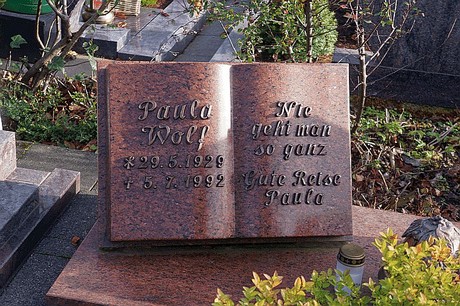 Paula
Wolf
* 29.5.1929
† 5.7.1992
Nie
geht man
so ganz
Gute Reise
Paula